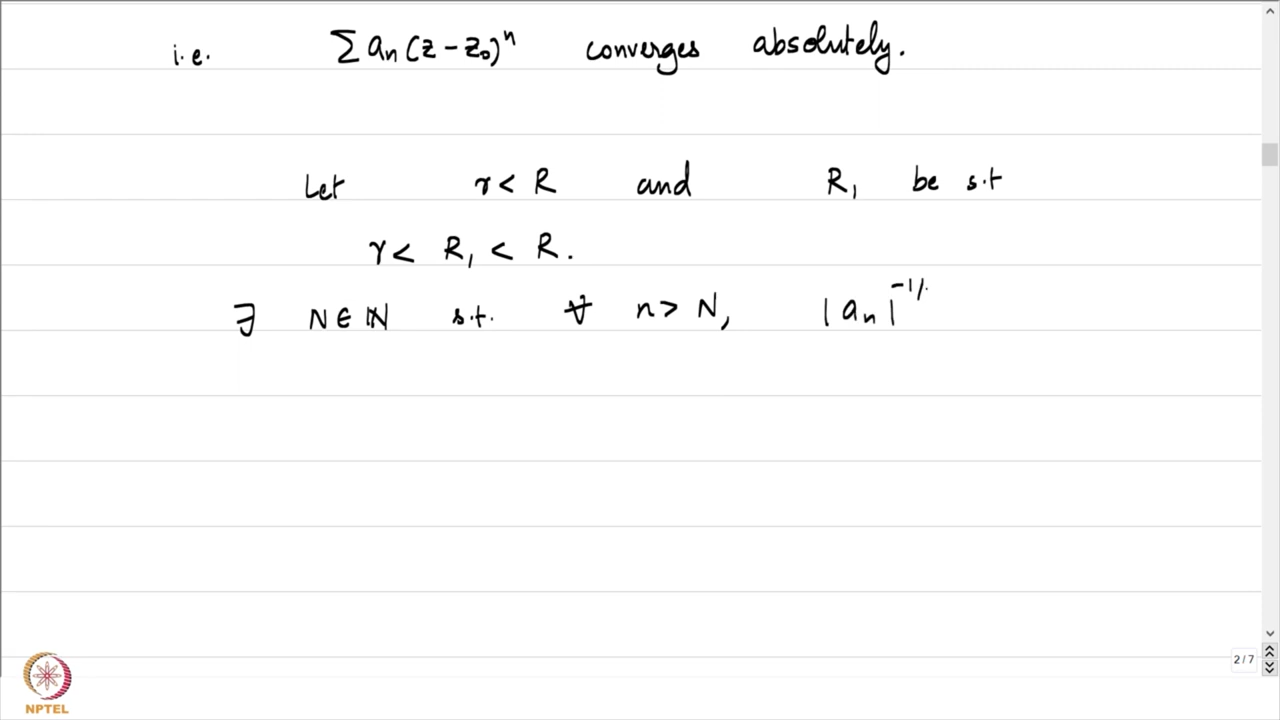 i.e. ∑ aₙ (z – z₀)ⁿ converges absolutely.
Let r < R and R₁ be s.t
r < R₁ < R.
∃ N ∈ ℕ s.t. ∀ n > N, |aₙ|^{-1/
2 / 7
NPTEL